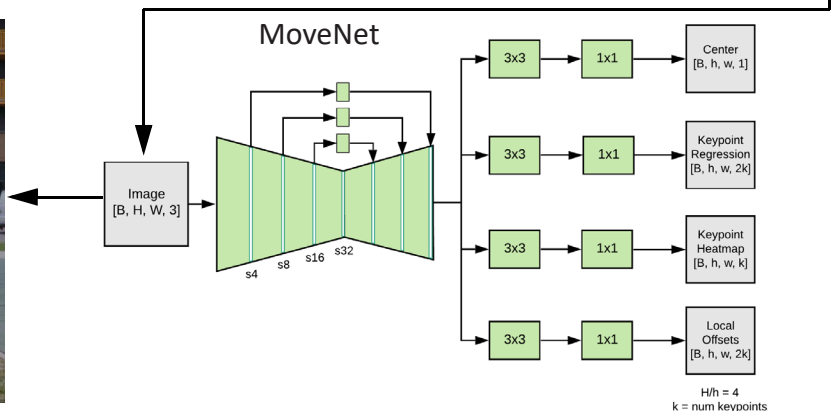 MoveNet
Image
[B, H, W, 3]
s4
s8
s16
s32
3x3
1x1
Center
[B, h, w, 1]
3x3
1x1
Keypoint
Regression
[B, h, w, 2k]
3x3
1x1
Keypoint
Heatmap
[B, h, w, k]
3x3
1x1
Local
Offsets
[B, h, w, 2k]
H/h = 4
k = num keypoints